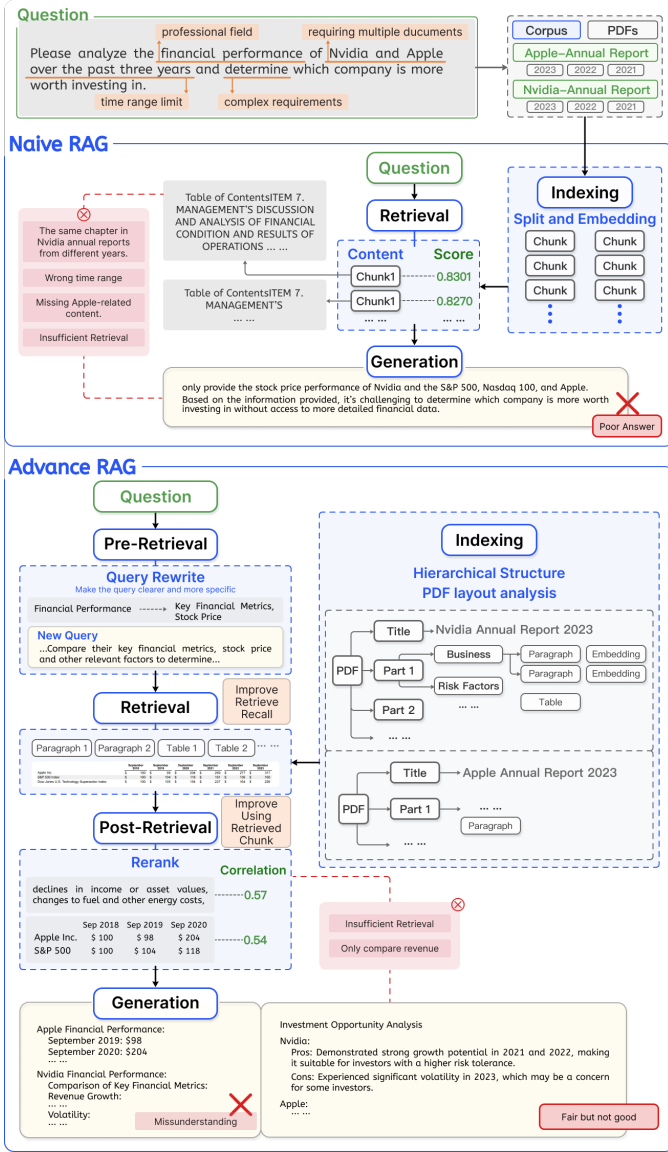 Question
professional field
requiring multiple ducuments
Please analyze the financial performance of Nvidia and Apple
over the past three years and determine which company is more
worth investing in.
time range limit
complex requirements
Corpus
PDFs
Apple-Annual Report
2023
2022
2021
Nvidia-Annual Report
2023
2022
2021
Naive RAG
Question
Retrieval
Indexing
Split and Embedding
Chunk
Chunk
Chunk
Chunk
Chunk
Chunk
Content
Score
Chunk1
0.8301
Chunk1
0.8270
... ...
... ...
Table of ContentsITEM 7.
MANAGEMENT'S DISCUSSION
AND ANALYSIS OF FINANCIAL
CONDITION AND RESULTS OF
OPERATIONS ... ...
Table of ContentsITEM 7.
MANAGEMENT'S
... ...
The same chapter in
Nvidia annual reports
from different years.
Wrong time range
Missing Apple-related
content.
Insufficient Retrieval
Generation
only provide the stock price performance of Nvidia and the S&P 500, Nasdaq 100, and Apple.
Based on the information provided, it's challenging to determine which company is more worth
investing in without access to more detailed financial data.
Poor Answer
Advance RAG
Question
Pre-Retrieval
Query Rewrite
Make the query clearer and more specific
Financial Performance
Key Financial Metrics,
Stock Price
New Query
...Compare their key financial metrics, stock price
and other relevant factors to determine...
Retrieval
Improve
Retrieve
Recall
Paragraph 1
Paragraph 2
Table 1
Table 2
... ...
Post-Retrieval
Improve
Using
Retrieved
Chunk
Rerank
Correlation
declines in income or asset values,
changes to fuel and other energy costs,
0.57
Sep 2018 Sep 2019 Sep 2020
Apple Inc. $ 100 $ 98 $ 204
S&P 500 $ 100 $ 104 $ 118
0.54
Indexing
Hierarchical Structure
PDF layout analysis
PDF
Title
Nvidia Annual Report 2023
Part 1
Business
Paragraph
Embedding
Paragraph
Embedding
Risk Factors
... ...
Table
Part 2
... ...
PDF
Title
Apple Annual Report 2023
Part 1
... ...
Paragraph
... ...
Insufficient Retrieval
Only compare revenue
Generation
Apple Financial Performance:
September 2019: $98
September 2020: $204
... ...
Nvidia Financial Performance:
Comparison of Key Financial Metrics:
Revenue Growth:
... ...
Volatility:
... ...
Missunderstanding
Investment Opportunity Analysis
Nvidia:
Pros: Demonstrated strong growth potential in 2021 and 2022, making
it suitable for investors with a higher risk tolerance.
Cons: Experienced significant volatility in 2023, which may be a concern
for some investors.
Apple:
... ...
Fair but not good